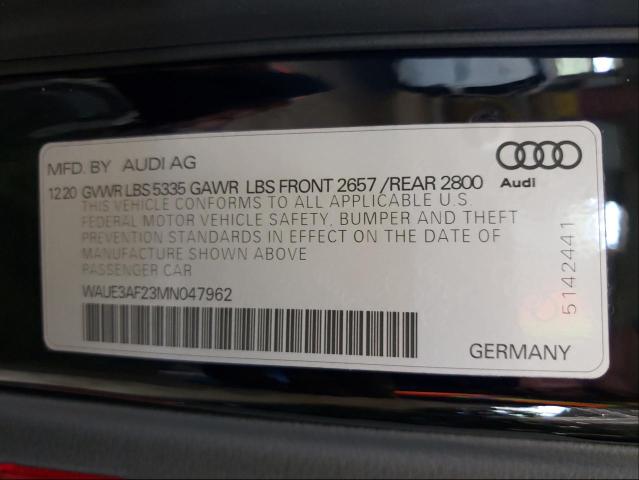 MFD. BY AUDI AG
Audi
12.20 GVWR LBS 5335 GAWR LBS FRONT 2657 /REAR 2800
THIS VEHICLE CONFORMS TO ALL APPLICABLE U.S.
FEDERAL MOTOR VEHICLE SAFETY, BUMPER AND THEFT
PREVENTION STANDARDS IN EFFECT ON THE DATE OF
MANUFACTURE SHOWN ABOVE
PASSENGER CAR
WAUE3AF23MN047962
5142441
GERMANY